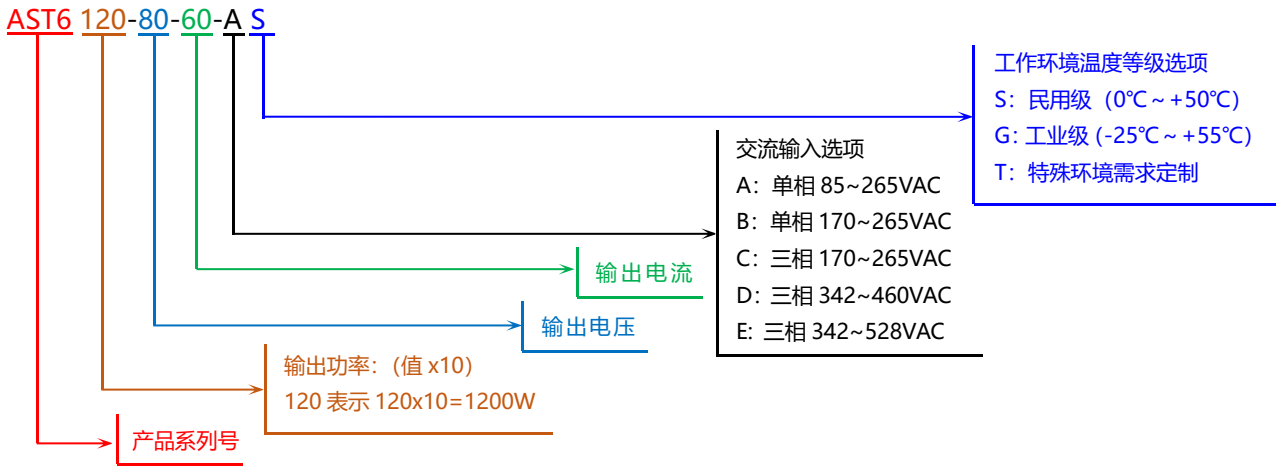 AST6 120-80-60-A S
工作环境温度等级选项
S：民用级（0℃～+50℃）
G: 工业级 (-25℃～+55℃)
T：特殊环境需求定制
交流输入选项
A：单相 85~265VAC
B：单相 170~265VAC
C：三相 170~265VAC
D：三相 342~460VAC
E: 三相 342~528VAC
输出电流
输出电压
输出功率：（值 x10）
120 表示 120x10=1200W
产品系列号